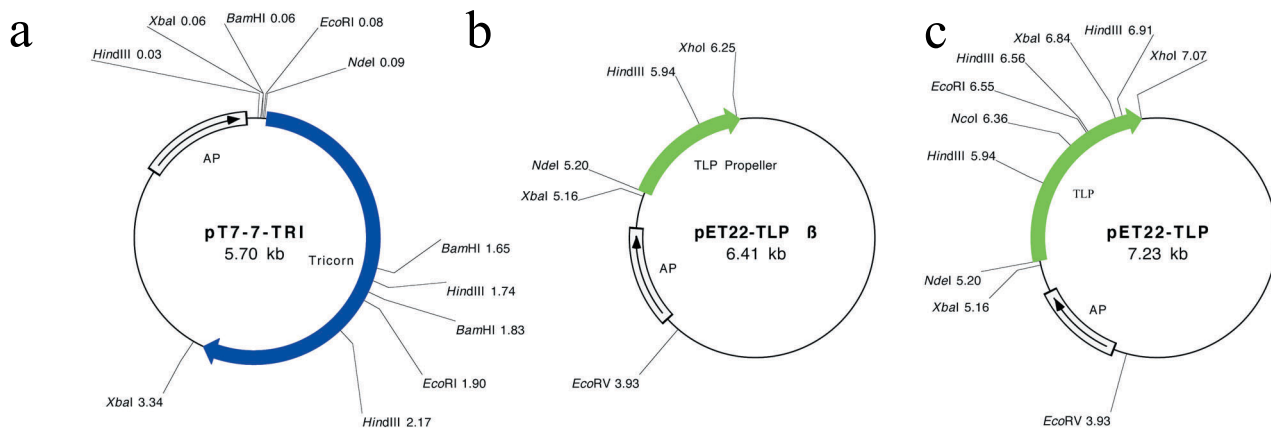 a
XbaI 0.06
BamHI 0.06
EcoRI 0.08
HindIII 0.03
NdeI 0.09
AP
pT7-7-TRI
5.70 kb
Tricorn
BamHI 1.65
HindIII 1.74
BamHI 1.83
EcoRI 1.90
HindIII 2.17
XbaI 3.34
b
XhoI 6.25
HindIII 5.94
NdeI 5.20
XbaI 5.16
TLP Propeller
pET22-TLP ß
6.41 kb
AP
EcoRV 3.93
c
HindIII 6.91
XbaI 6.84
HindIII 6.56
XhoI 7.07
EcoRI 6.55
NcoI 6.36
HindIII 5.94
TLP
pET22-TLP
7.23 kb
NdeI 5.20
XbaI 5.16
AP
EcoRV 3.93